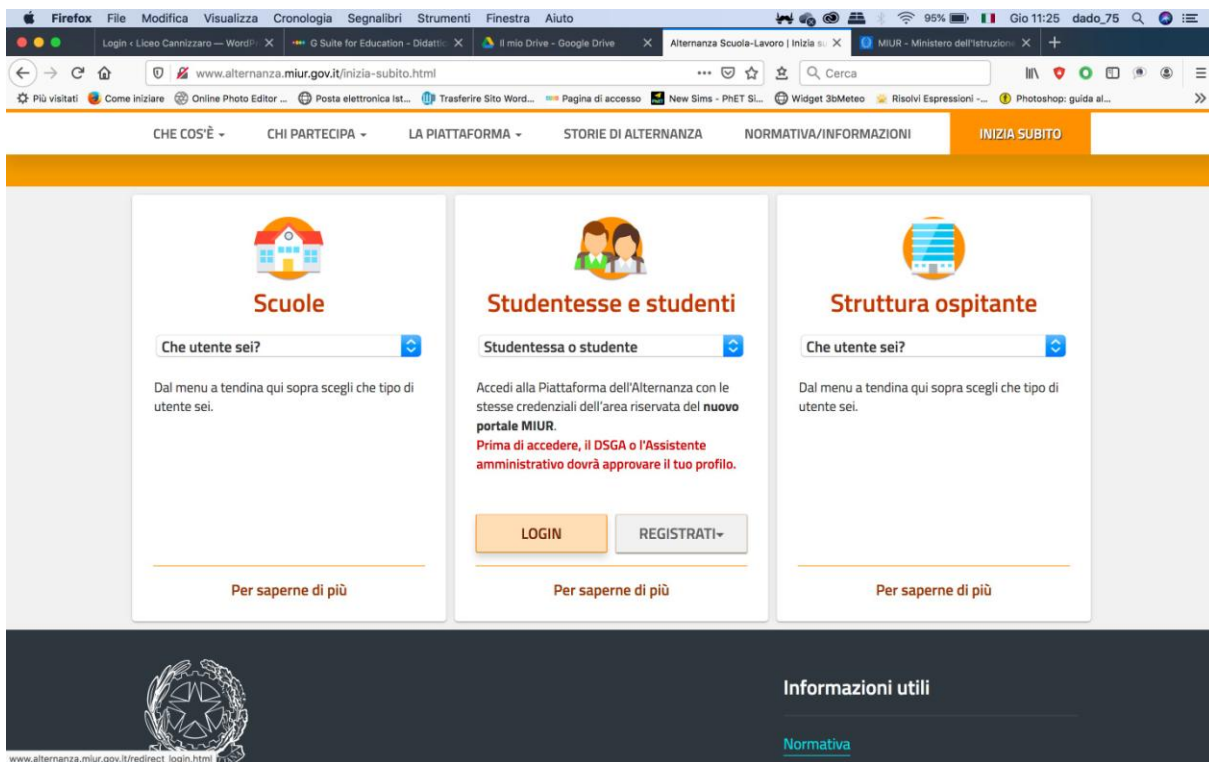 Firefox File Modifica Visualizza Cronologia Segnalibri Strumenti Finestra Aiuto 95% Gio 11:25 dado_75
zlogin ‹ Liceo Cannizzaro — WordPr G Suite for Education - Didattic Il mio Drive - Google Drive Alternanza Scuola-Lavoro | Inizia su MIUR - Ministero dell'Istruzione
www.alternanza.miur.gov.it/inizia-subito.html Cerca
Più visitati Come iniziare Online Photo Editor ... Posta elettronica Ist... Trasferire Sito Word... Pagina di accesso New Sims - PhET Si... Widget 3bMeteo Risolvi Espressioni -... Photoshop: guida al...
CHE COS'È CHI PARTECIPA LA PIATTAFORMA STORIE DI ALTERNANZA NORMATIVA/INFORMAZIONI INIZIA SUBITO
Scuole
Che utente sei?
Dal menu a tendina qui sopra scegli che tipo di
utente sei.
Per saperne di più
Studentesse e studenti
Studentessa o studente
Accedi alla Piattaforma dell'Alternanza con le
stesse credenziali dell'area riservata del nuovo
portale MIUR.
Prima di accedere, il DSGA o l'Assistente
amministrativo dovrà approvare il tuo profilo.
LOGIN REGISTRATI
Per saperne di più
Struttura ospitante
Che utente sei?
Dal menu a tendina qui sopra scegli che tipo di
utente sei.
Per saperne di più
Informazioni utili
Normativa
www.alternanza.miur.gov.it/redirect_login.html